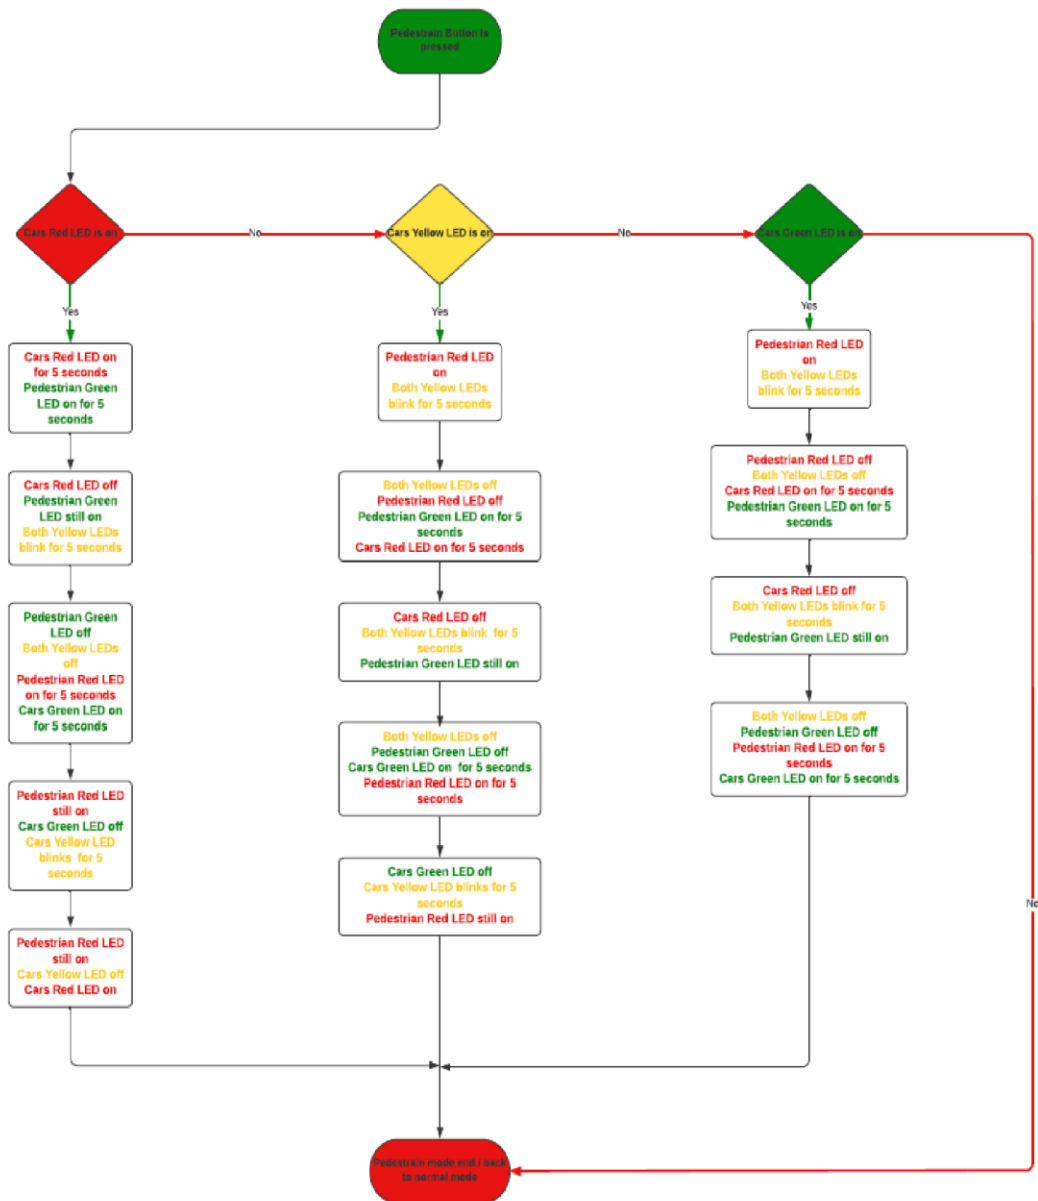 Pedestrain Button Is
pressed
Cars Red LED is on
No
Cars Yellow LED is on
No
Cars Green LED is on
Yes
Yes
Yes
Cars Red LED on
for 5 seconds
Pedestrian Green
LED on for 5
seconds
Cars Red LED off
Pedestrian Green
LED still on
Both Yellow LEDs
blink for 5 seconds
Pedestrian Green
LED off
Both Yellow LEDs
off
Pedestrian Red LED
on for 5 seconds
Cars Green LED on
for 5 seconds
Pedestrian Red LED
still on
Cars Green LED off
Cars Yellow LED
blinks for 5
seconds
Pedestrian Red LED
still on
Cars Yellow LED off
Cars Red LED on
Pedestrian Red LED
on
Both Yellow LEDs
blink for 5 seconds
Both Yellow LEDs off
Pedestrian Red LED off
Pedestrian Green LED on for 5
seconds
Cars Red LED on for 5 seconds
Cars Red LED off
Both Yellow LEDs blink for 5
seconds
Pedestrian Green LED still on
Both Yellow LEDs off
Pedestrian Green LED off
Cars Green LED on for 5 seconds
Pedestrian Red LED on for 5
seconds
Cars Green LED off
Cars Yellow LED blinks for 5
seconds
Pedestrian Red LED still on
Pedestrian Red LED
on
Both Yellow LEDs
blink for 5 seconds
Pedestrian Red LED off
Both Yellow LEDs off
Cars Red LED on for 5 seconds
Pedestrian Green LED on for 5
seconds
Cars Red LED off
Both Yellow LEDs blink for 5
seconds
Pedestrian Green LED still on
Both Yellow LEDs off
Pedestrian Green LED off
Pedestrian Red LED on for 5
seconds
Cars Green LED on for 5 seconds
No
Pedestrain mode end / back
to normal mode